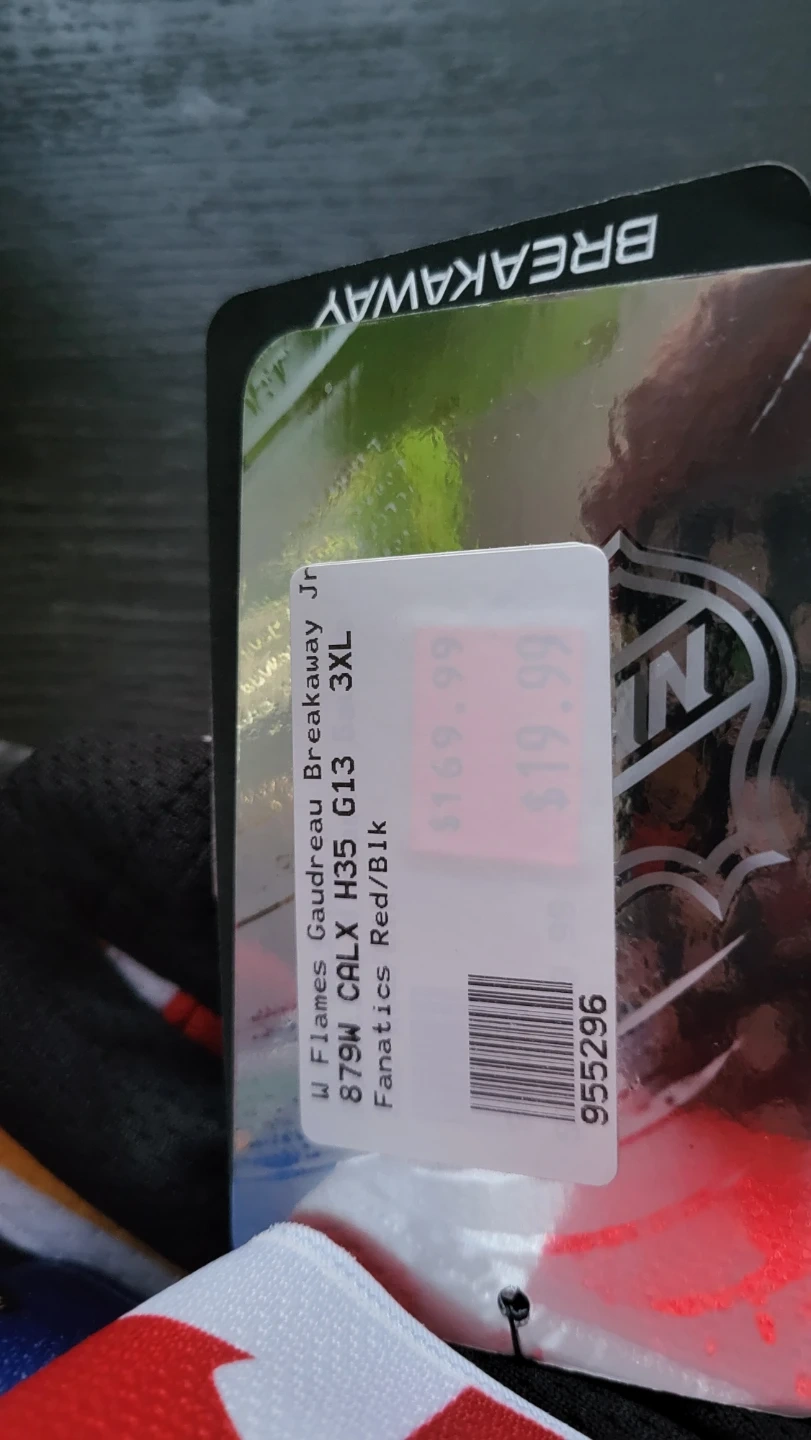 BREAKAWAY
W Flames Gaudreau Breakaway Jr
879W CALX H35 G13 3XL
Fanatics Red/Blk
$169.99
$19.99
955296